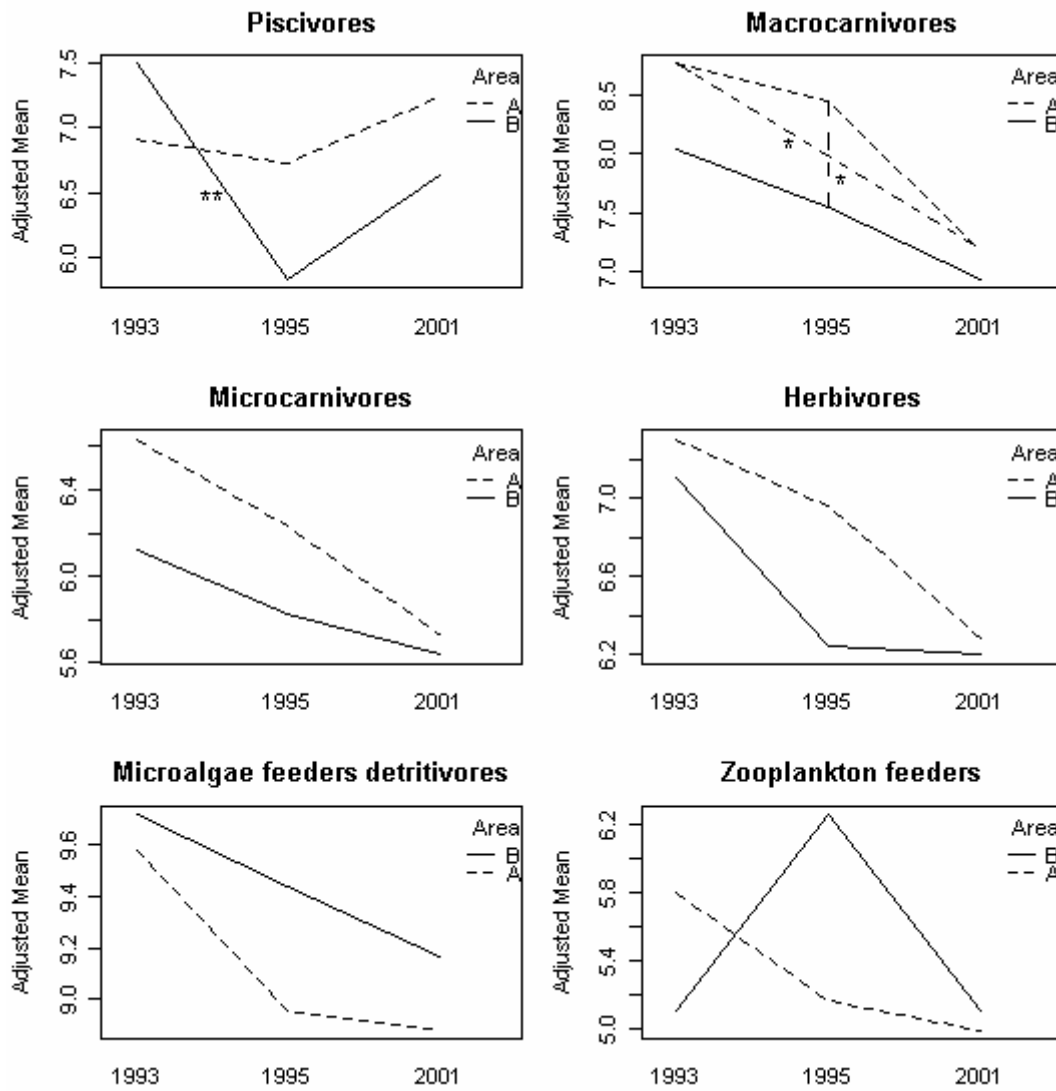 Piscivores
Adjusted Mean
7.5
7.0
6.5
6.0
Area
A
B
**
1993 1995 2001
Macrocarnivores
Adjusted Mean
8.5
8.0
7.5
7.0
Area
A
B
*
*
1993 1995 2001
Microcarnivores
Adjusted Mean
6.4
6.0
5.6
Area
A
B
1993 1995 2001
Herbivores
Adjusted Mean
7.0
6.6
6.2
Area
A
B
1993 1995 2001
Microalgae feeders detritivores
Adjusted Mean
9.6
9.4
9.2
9.0
Area
B
A
1993 1995 2001
Zooplankton feeders
Adjusted Mean
6.2
5.8
5.4
5.0
Area
B
A
1993 1995 2001